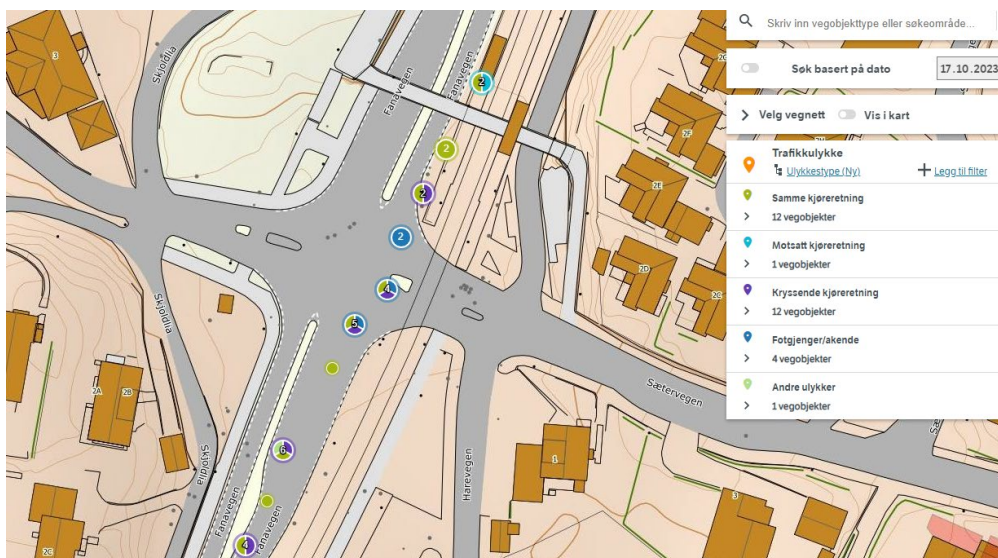 Skriv inn vegobjekttype eller søkeområde...
Søk basert på dato
17.10.2023
Velg vegnett
Vis i kart
Trafikkulykke
Ulykkestype (Ny)
Legg til filter
Samme kjøreretning
12 vegobjekter
Motsatt kjøreretning
1 vegobjekter
Kryssende kjøreretning
12 vegobjekter
Fotgjenger/akende
4 vegobjekter
Andre ulykker
1 vegobjekter
3
Skjoldlia
Fanavegen
Fanavegen
2
2
2
2
4
5
6
4
2F
2E
2D
2C
Skjoldlia
2A
2B
Skjoldlia
2C
Fanavegen
Fanavegen
Harevegen
Sætervegen
1
3